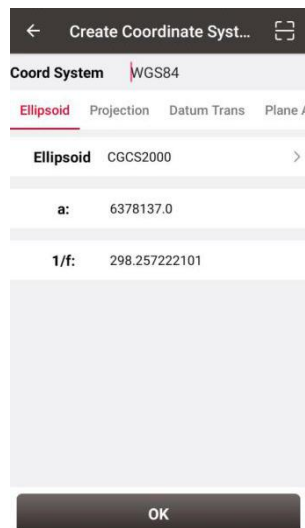 Create Coordinate Syst...
Coord System WGS84
Ellipsoid Projection Datum Trans Plane A
Ellipsoid CGCS2000
a: 6378137.0
1/f: 298.257222101
OK